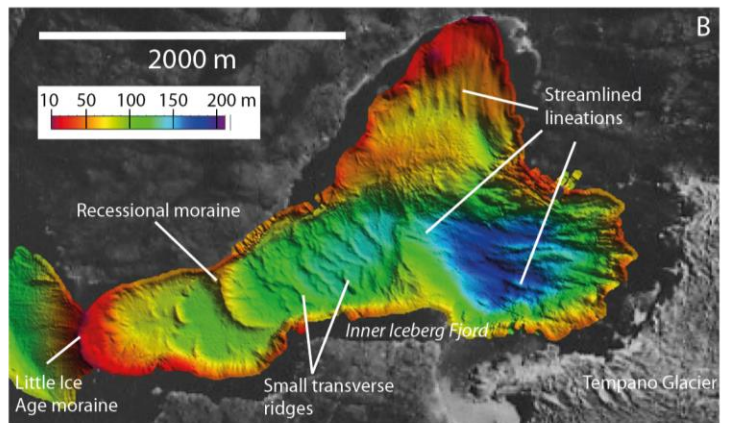 B
2000 m
10 50 100 150 200 m
Streamlined
lineations
Recessional moraine
Inner Iceberg Fjord
Little Ice
Age moraine
Small transverse
ridges
Tempano Glacier